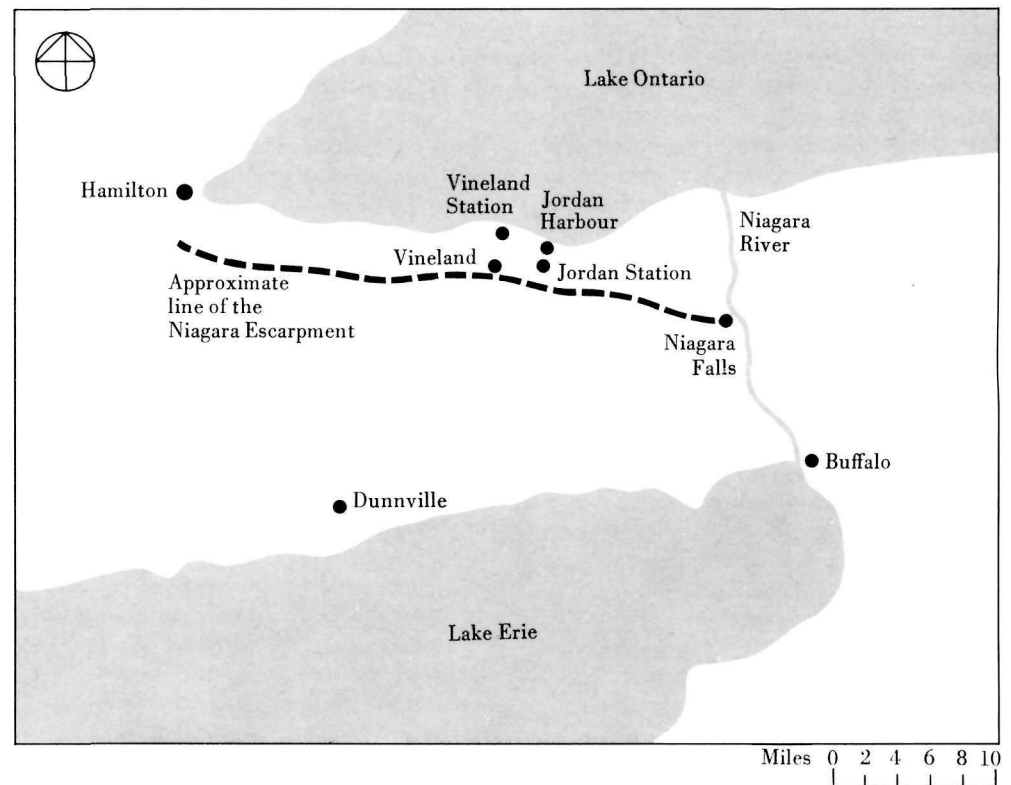 Lake Ontario
Hamilton
Vineland
Station
Jordan
Harbour
Niagara
River
Vineland
Jordan Station
Approximate
line of the
Niagara Escarpment
Niagara
Falls
Buffalo
Dunnville
Lake Erie
Miles 0 2 4 6 8 10